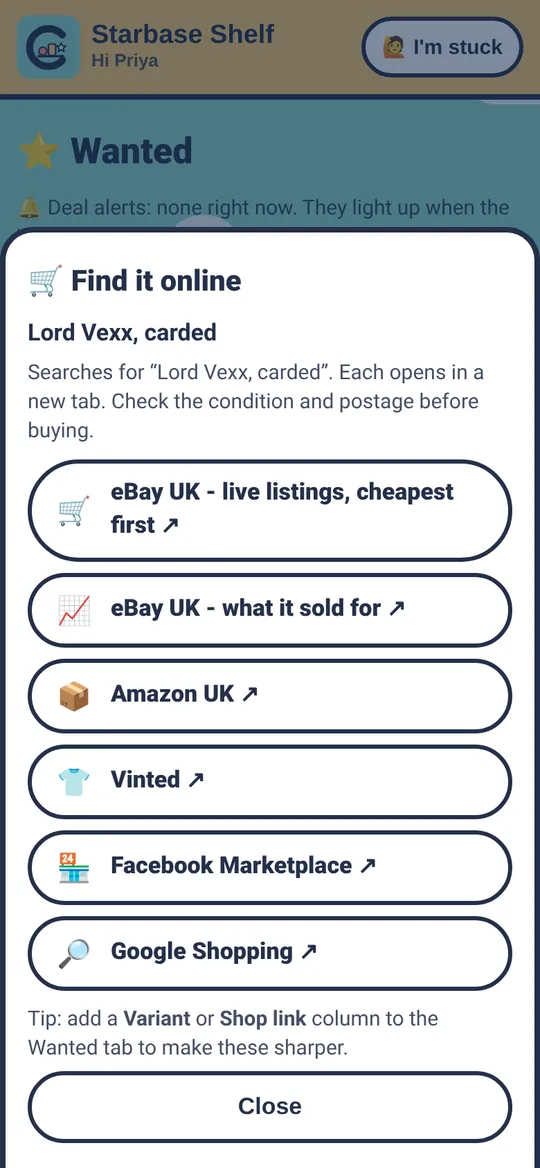 Starbase Shelf
Hi Priya
🙋 I'm stuck
⭐ Wanted
🔔 Deal alerts: none right now. They light up when the
🛒 Find it online
Lord Vexx, carded
Searches for “Lord Vexx, carded”. Each opens in a
new tab. Check the condition and postage before
buying.
🛒 eBay UK - live listings, cheapest
first ↗
📈 eBay UK - what it sold for ↗
📦 Amazon UK ↗
👕 Vinted ↗
🏪 Facebook Marketplace ↗
🔎 Google Shopping ↗
Tip: add a Variant or Shop link column to the
Wanted tab to make these sharper.
Close